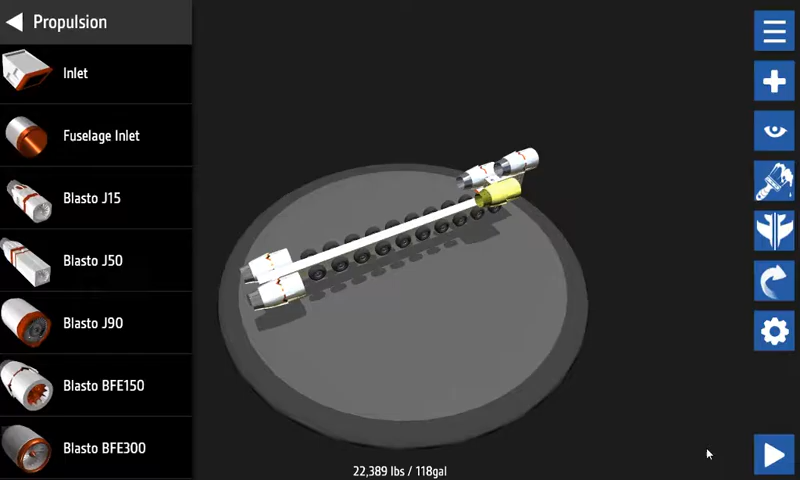 Propulsion
Inlet
Fuselage Inlet
Blasto J15
Blasto J50
Blasto J90
Blasto BFE150
Blasto BFE300
22,389 lbs / 118gal